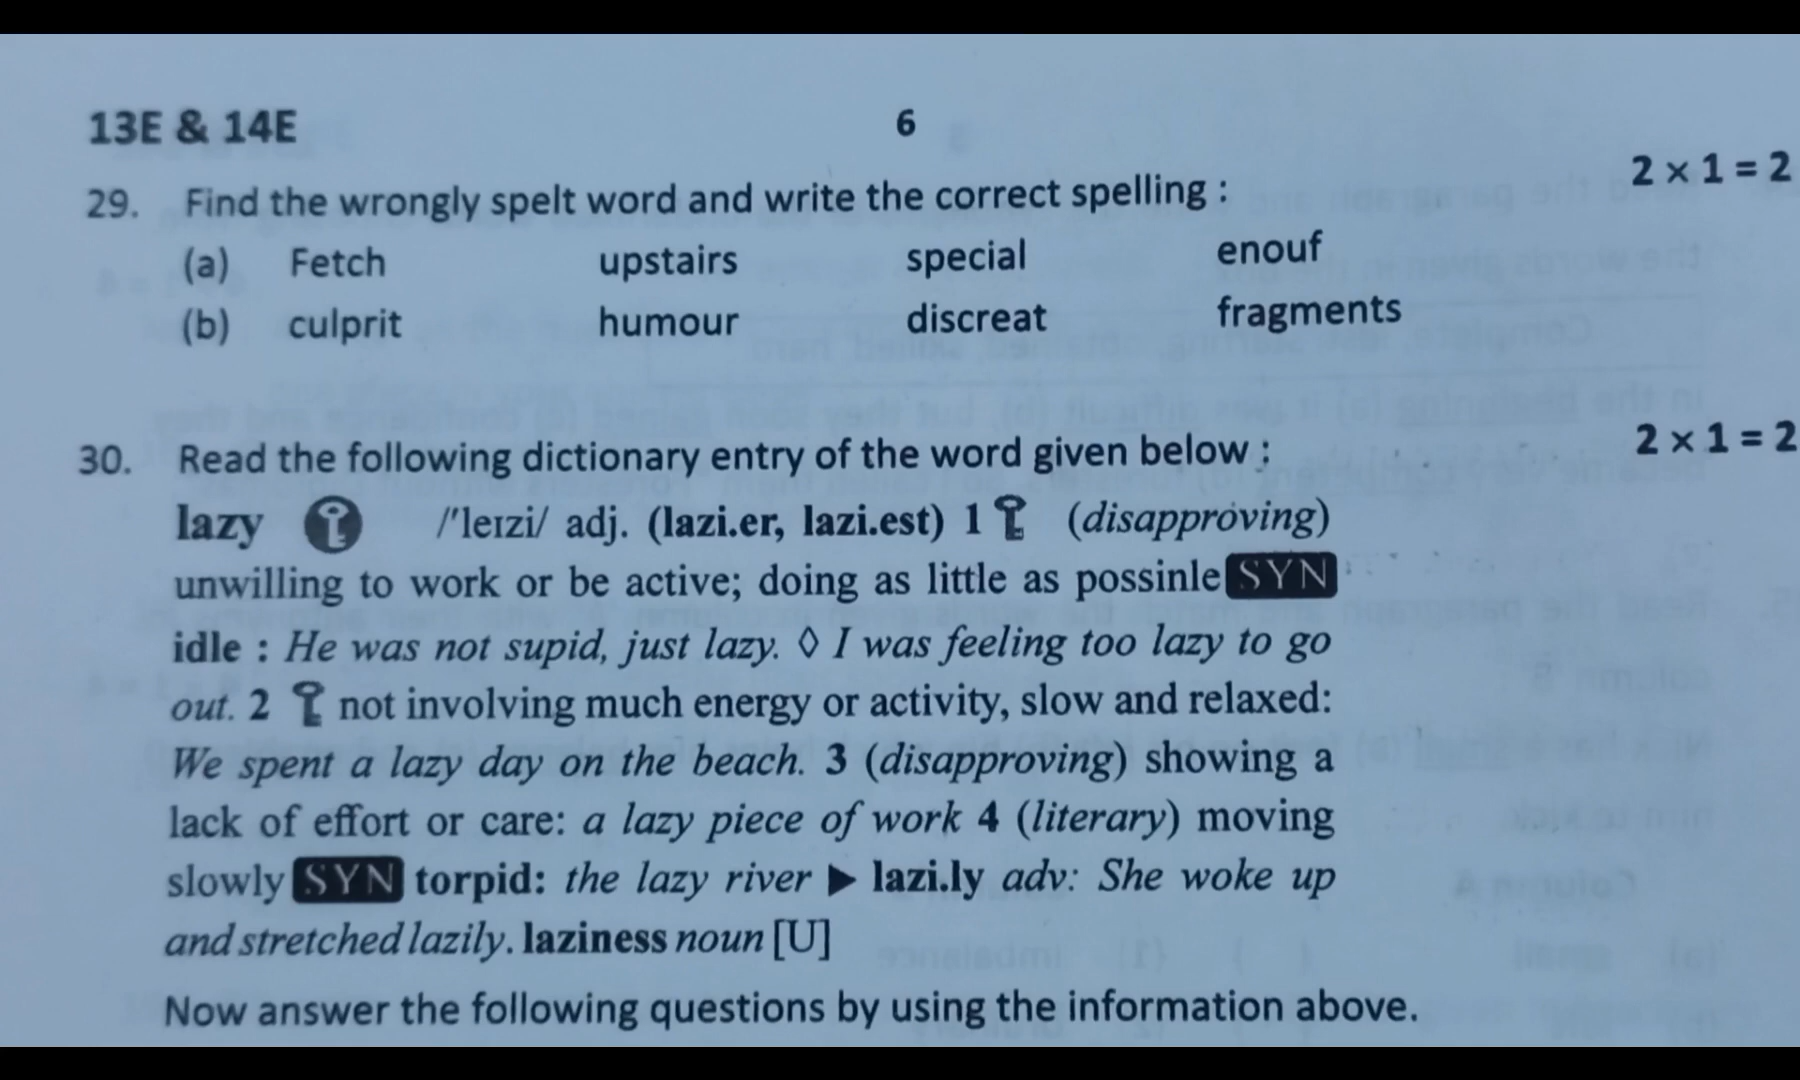 13E & 14E 6
2 × 1 = 2
29. Find the wrongly spelt word and write the correct spelling :
(a) Fetch upstairs special enouf
(b) culprit humour discreat fragments
2 × 1 = 2
30. Read the following dictionary entry of the word given below :
lazy /'leɪzi/ adj. (lazi.er, lazi.est) 1 (disapproving)
unwilling to work or be active; doing as little as possinle SYN
idle : He was not supid, just lazy. ◊ I was feeling too lazy to go
out. 2 not involving much energy or activity, slow and relaxed:
We spent a lazy day on the beach. 3 (disapproving) showing a
lack of effort or care: a lazy piece of work 4 (literary) moving
slowly SYN torpid: the lazy river ▶ lazi.ly adv: She woke up
and stretched lazily. laziness noun [U]
Now answer the following questions by using the information above.